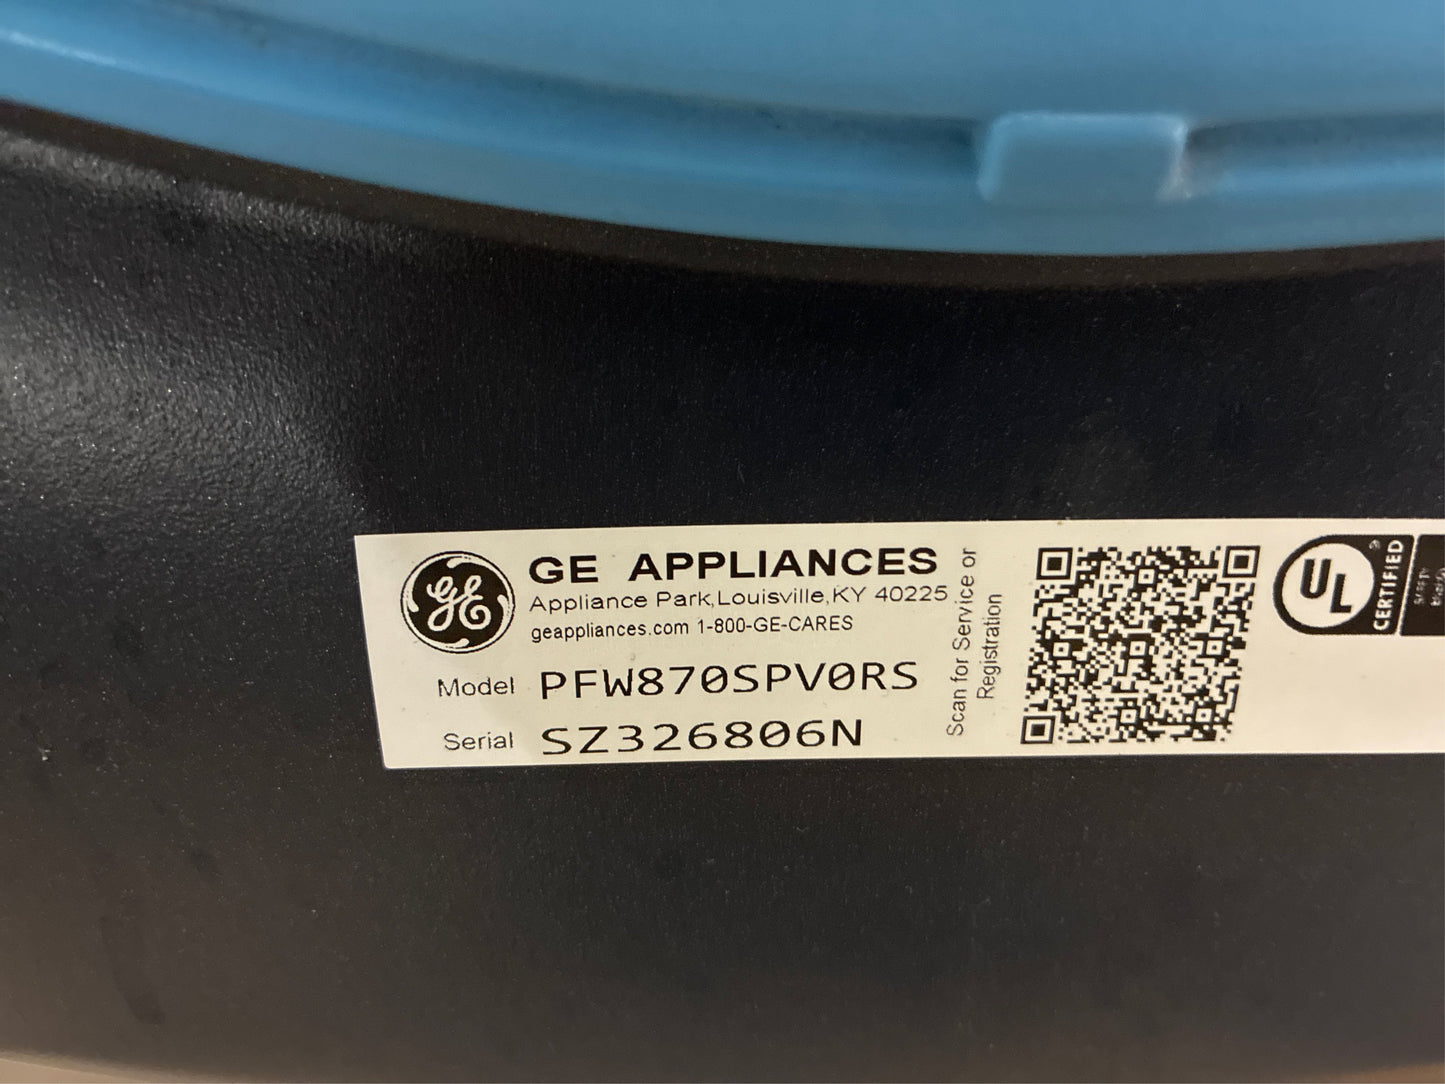 GE APPLIANCES
Appliance Park, Louisville, KY 40225
geappliances.com 1-800-GE-CARES
Model PFW870SPV0RS
Serial SZ326806N
Scan for Service or
Registration
GE
UL
®
CERTIFIED